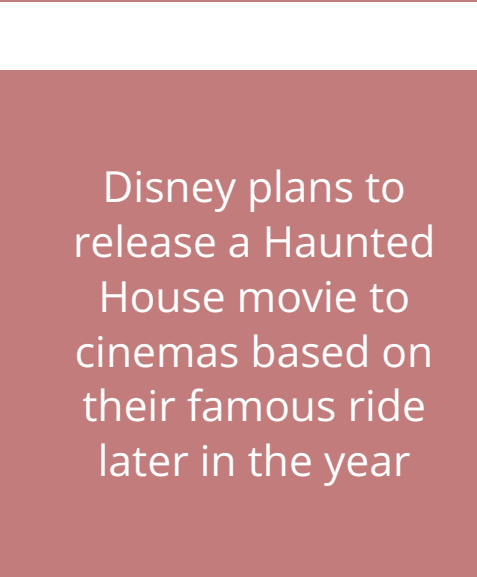 Disney plans to
release a Haunted
House movie to
cinemas based on
their famous ride
later in the year